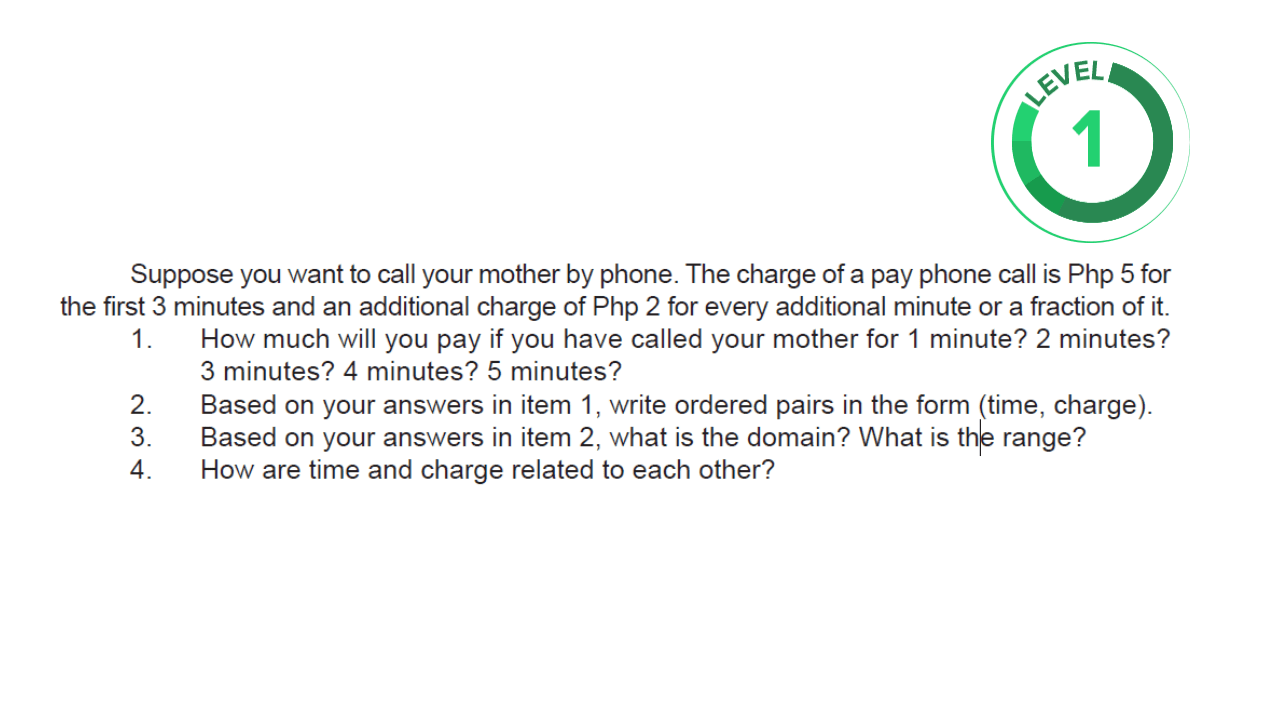 LEVEL
1
Suppose you want to call your mother by phone. The charge of a pay phone call is Php 5 for
the first 3 minutes and an additional charge of Php 2 for every additional minute or a fraction of it.
1. How much will you pay if you have called your mother for 1 minute? 2 minutes?
3 minutes? 4 minutes? 5 minutes?
2. Based on your answers in item 1, write ordered pairs in the form (time, charge).
3. Based on your answers in item 2, what is the domain? What is the range?
4. How are time and charge related to each other?